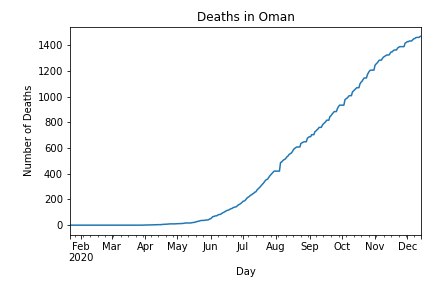 Deaths in Oman
Number of Deaths
1400
1200
1000
800
600
400
200
0
Feb Mar Apr May Jun Jul Aug Sep Oct Nov Dec
2020
Day